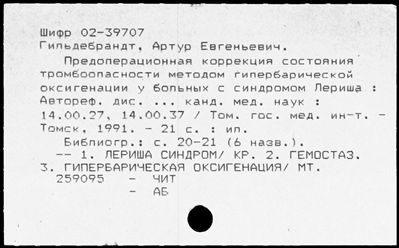 Шифр 02-39707
Гильдебрандт, Артур Евгеньевич.
Предоперационная коррекция состояния
тромбоопасности методом гипербарической
оксигенации у больных с синдромом Лериша :
Автореф. дис. ... канд. мед. наук :
14.00.27, 14.00.37 / Том. гос. мед. ин-т. -
Томск, 1991. - 21 с. : ил.
Библиогр.: с. 20-21 (6 назв.).
-- 1. ЛЕРИША СИНДРОМ/ КР. 2. ГЕМОСТАЗ.
3. ГИПЕРБАРИЧЕСКАЯ ОКСИГЕНАЦИЯ/ МТ.
259095 - ЧИТ
- АБ